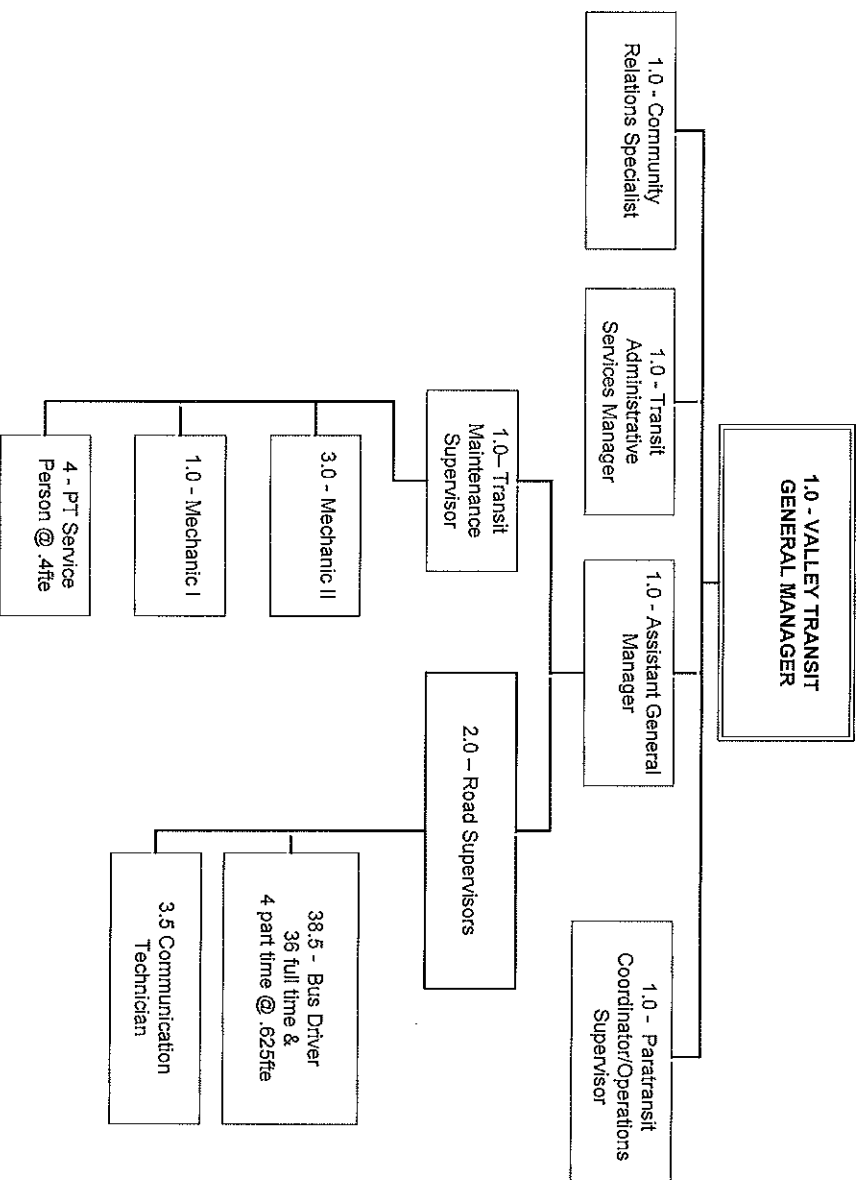 1.0 - VALLEY TRANSIT
GENERAL MANAGER
1.0 - Community
Relations Specialist
1.0 - Transit
Administrative
Services Manager
1.0 - Assistant General
Manager
1.0 - Paratransit
Coordinator/Operations
Supervisor
1.0– Transit
Maintenance
Supervisor
2.0 – Road Supervisors
3.0 - Mechanic II
1.0 - Mechanic I
4 - PT Service
Person @ .4fte
38.5 - Bus Driver
36 full time &
4 part time @ .625fte
3.5 Communication
Technician